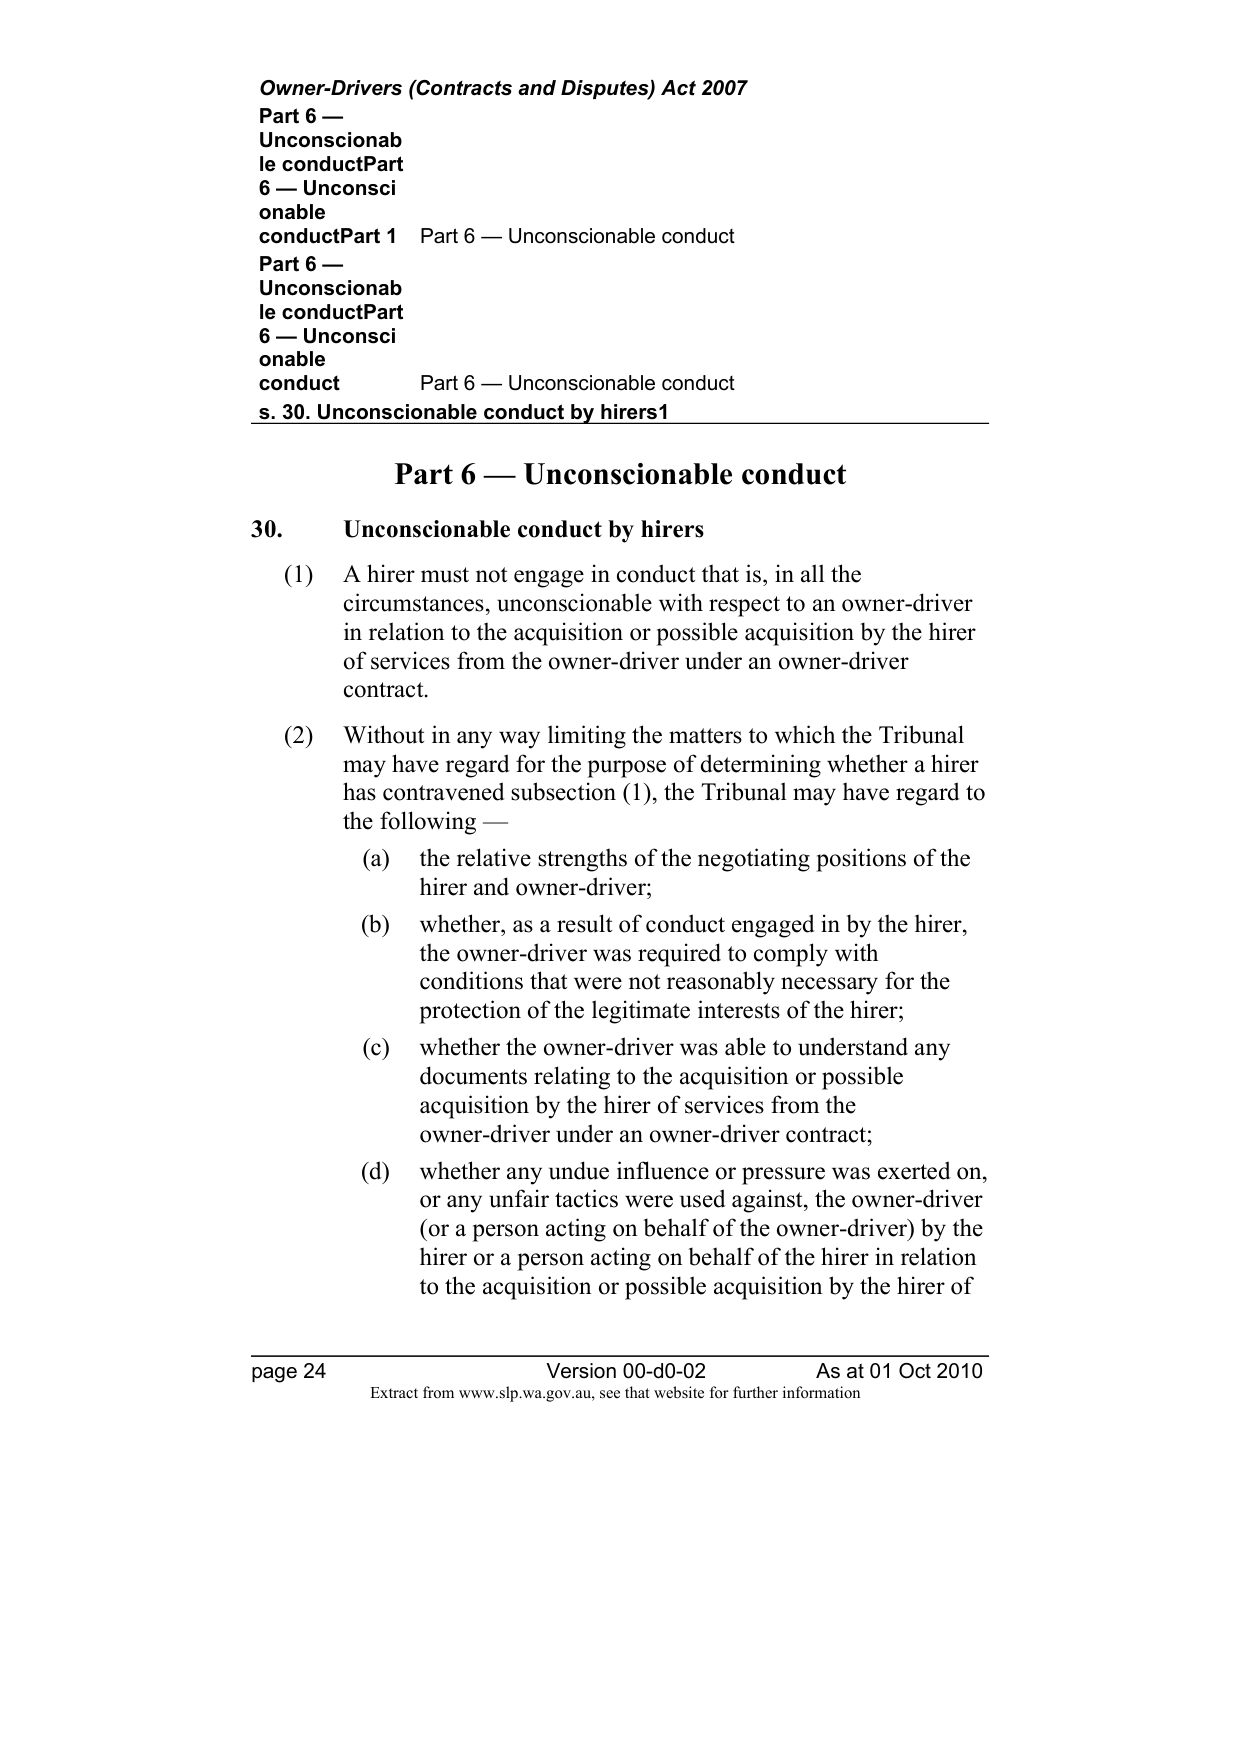 Owner-Drivers (Contracts and Disputes) Act 2007
Part 6 —
Unconscionab
le conductPart
6 — Unconsci
onable
conductPart 1 Part 6 — Unconscionable conduct
Part 6 —
Unconscionab
le conductPart
6 — Unconsci
onable
conduct Part 6 — Unconscionable conduct
s. 30. Unconscionable conduct by hirers1
Part 6 — Unconscionable conduct
30. Unconscionable conduct by hirers
(1) A hirer must not engage in conduct that is, in all the
circumstances, unconscionable with respect to an owner-driver
in relation to the acquisition or possible acquisition by the hirer
of services from the owner-driver under an owner-driver
contract.
(2) Without in any way limiting the matters to which the Tribunal
may have regard for the purpose of determining whether a hirer
has contravened subsection (1), the Tribunal may have regard to
the following —
(a) the relative strengths of the negotiating positions of the
hirer and owner-driver;
(b) whether, as a result of conduct engaged in by the hirer,
the owner-driver was required to comply with
conditions that were not reasonably necessary for the
protection of the legitimate interests of the hirer;
(c) whether the owner-driver was able to understand any
documents relating to the acquisition or possible
acquisition by the hirer of services from the
owner-driver under an owner-driver contract;
(d) whether any undue influence or pressure was exerted on,
or any unfair tactics were used against, the owner-driver
(or a person acting on behalf of the owner-driver) by the
hirer or a person acting on behalf of the hirer in relation
to the acquisition or possible acquisition by the hirer of
page 24 Version 00-d0-02 As at 01 Oct 2010
Extract from www.slp.wa.gov.au, see that website for further information